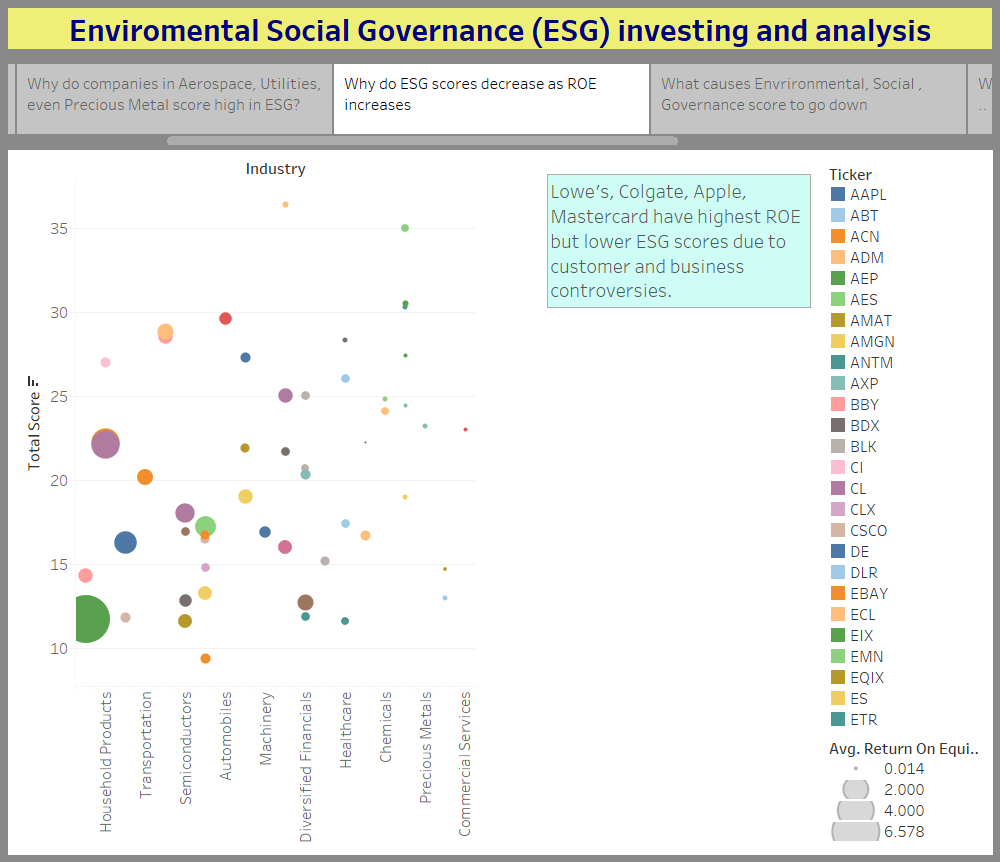 Enviromental Social Governance (ESG) investing and analysis
Why do companies in Aerospace, Utilities,
even Precious Metal score high in ESG?
Why do ESG scores decrease as ROE
increases
What causes Envrironmental, Social ,
Governance score to go down
W
..
Industry
Total Score
35
30
25
20
15
10
Household Products
Transportation
Semiconductors
Automobiles
Machinery
Diversified Financials
Healthcare
Chemicals
Precious Metals
Commercial Services
Lowe's, Colgate, Apple,
Mastercard have highest ROE
but lower ESG scores due to
customer and business
controversies.
Ticker
AAPL
ABT
ACN
ADM
AEP
AES
AMAT
AMGN
ANTM
AXP
BBY
BDX
BLK
CI
CL
CLX
CSCO
DE
DLR
EBAY
ECL
EIX
EMN
EQIX
ES
ETR
Avg. Return On Equi..
0.014
2.000
4.000
6.578